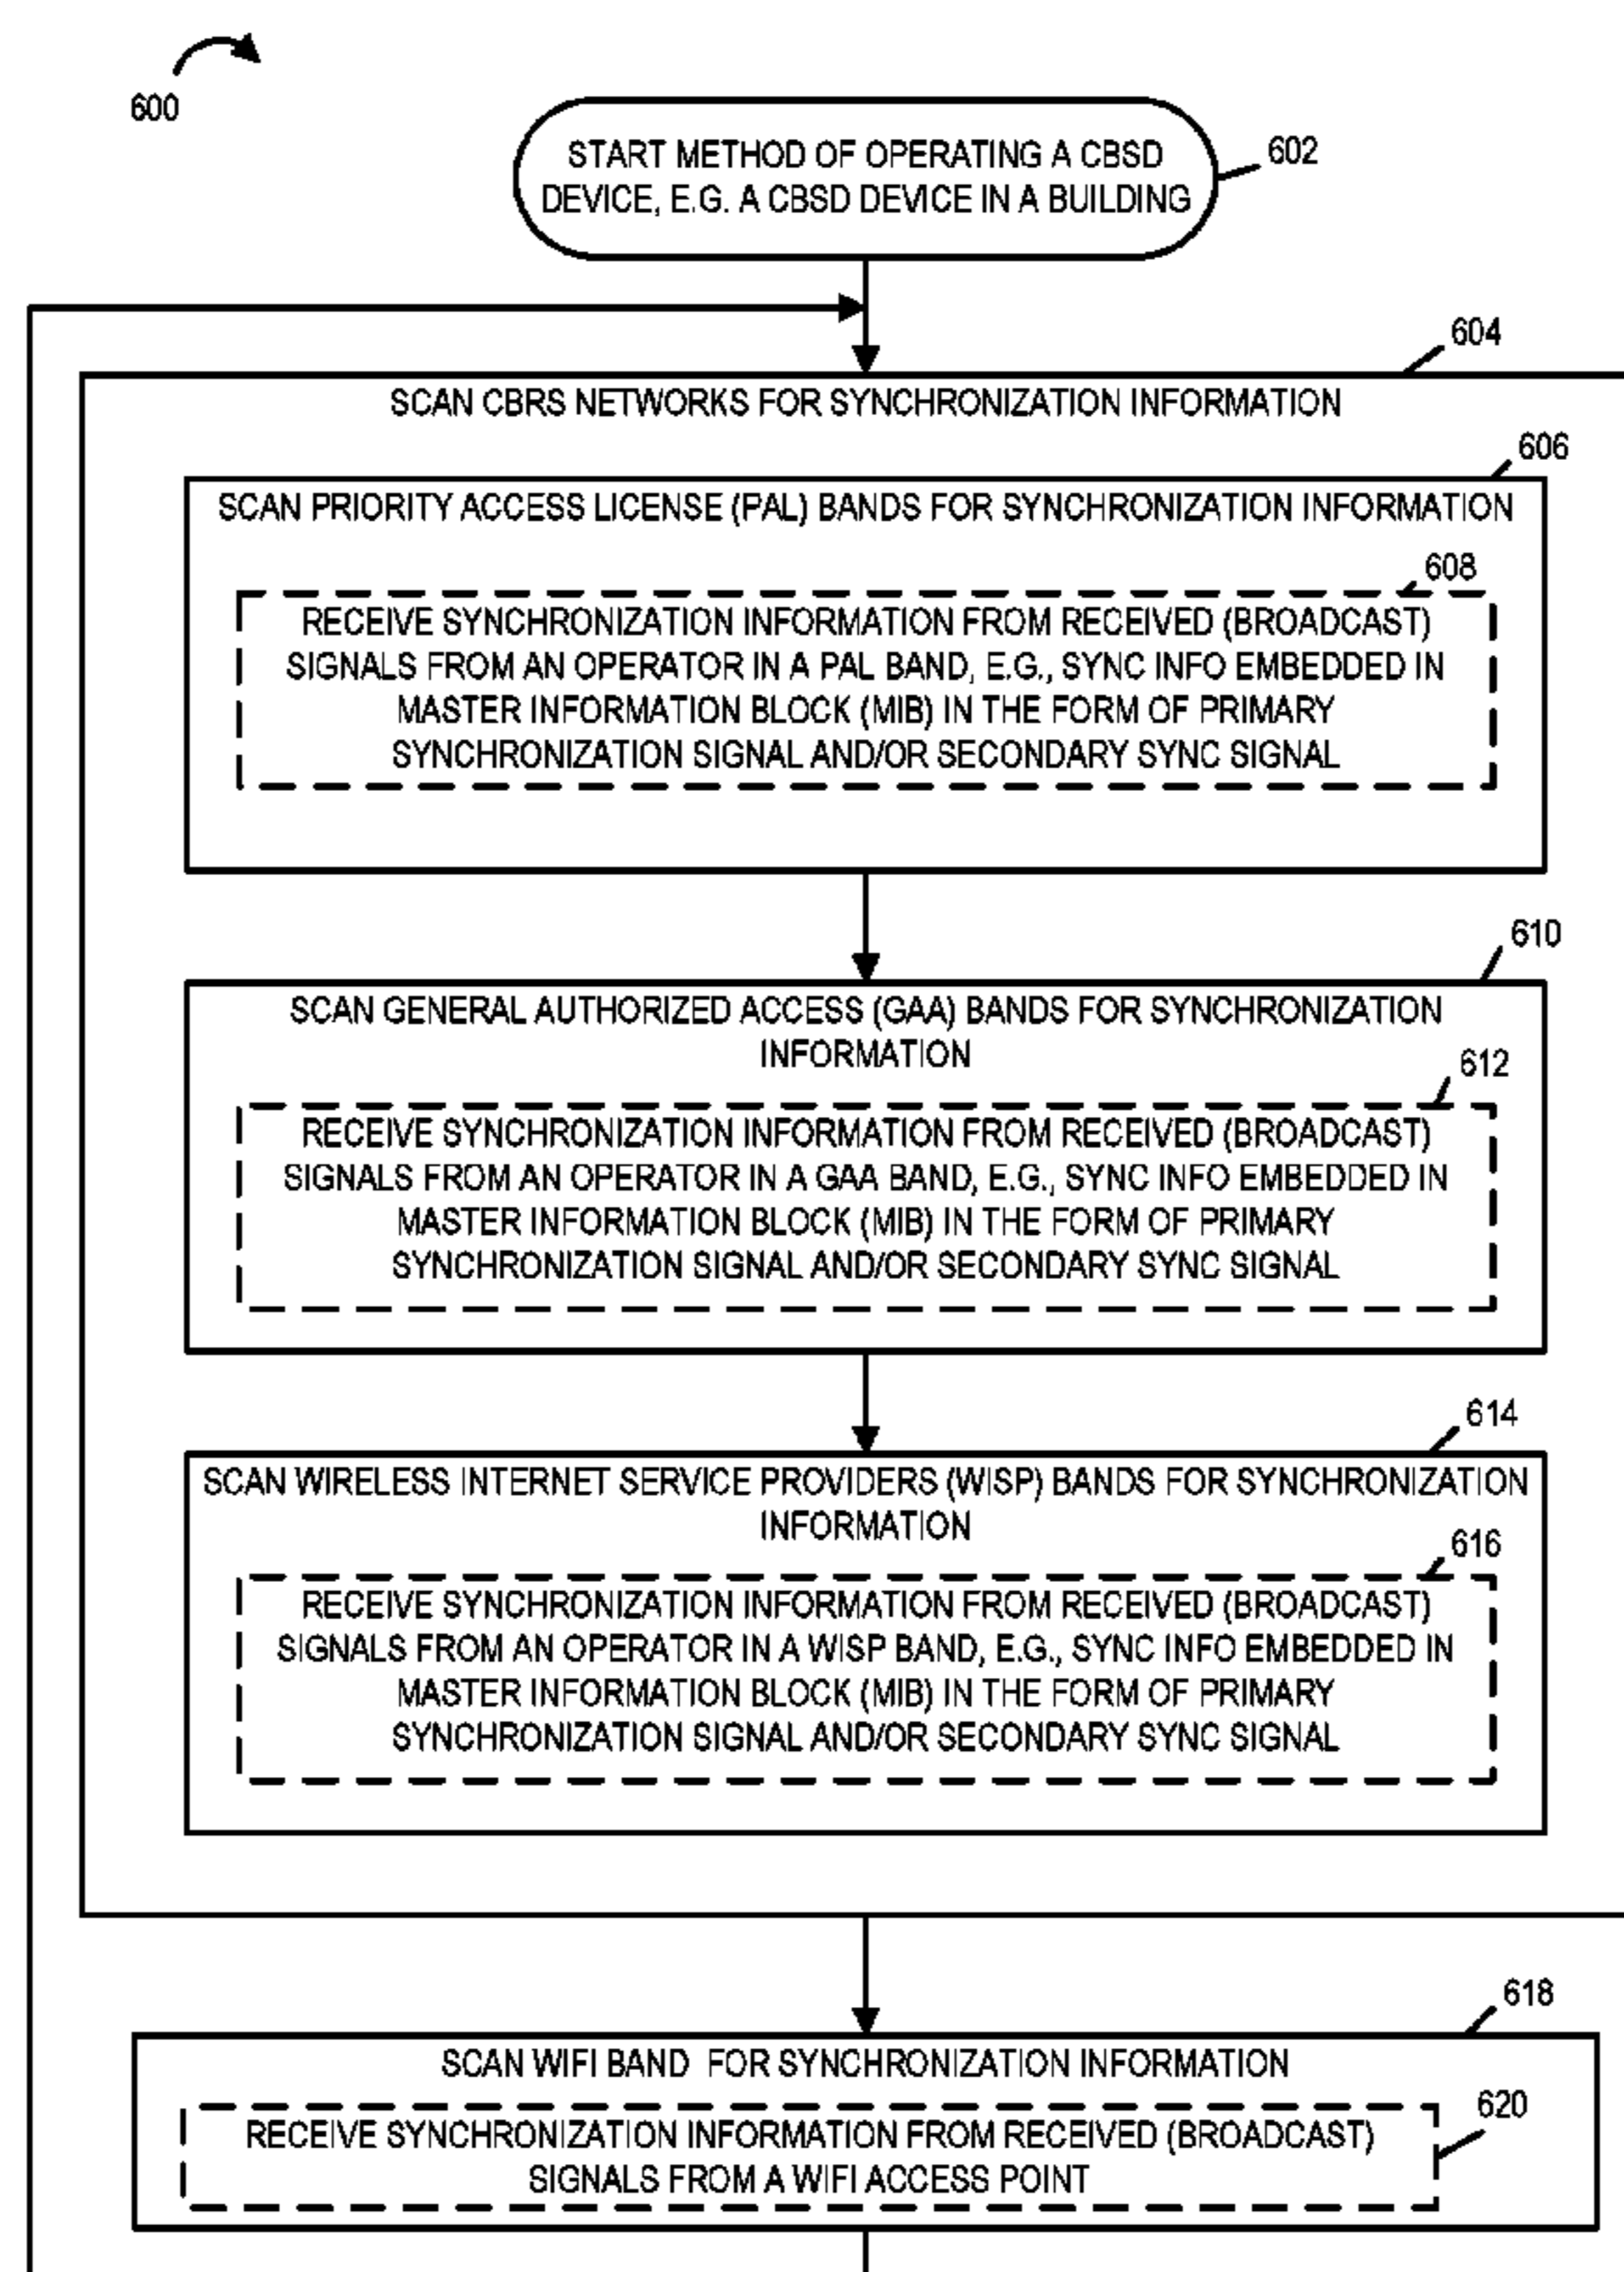 600
START METHOD OF OPERATING A CBSD
DEVICE, E.G. A CBSD DEVICE IN A BUILDING
602
604
SCAN CBRS NETWORKS FOR SYNCHRONIZATION INFORMATION
606
SCAN PRIORITY ACCESS LICENSE (PAL) BANDS FOR SYNCHRONIZATION INFORMATION
608
RECEIVE SYNCHRONIZATION INFORMATION FROM RECEIVED (BROADCAST)
SIGNALS FROM AN OPERATOR IN A PAL BAND, E.G., SYNC INFO EMBEDDED IN
MASTER INFORMATION BLOCK (MIB) IN THE FORM OF PRIMARY
SYNCHRONIZATION SIGNAL AND/OR SECONDARY SYNC SIGNAL
610
SCAN GENERAL AUTHORIZED ACCESS (GAA) BANDS FOR SYNCHRONIZATION
INFORMATION
612
RECEIVE SYNCHRONIZATION INFORMATION FROM RECEIVED (BROADCAST)
SIGNALS FROM AN OPERATOR IN A GAA BAND, E.G., SYNC INFO EMBEDDED IN
MASTER INFORMATION BLOCK (MIB) IN THE FORM OF PRIMARY
SYNCHRONIZATION SIGNAL AND/OR SECONDARY SYNC SIGNAL
614
SCAN WIRELESS INTERNET SERVICE PROVIDERS (WISP) BANDS FOR SYNCHRONIZATION
INFORMATION
616
RECEIVE SYNCHRONIZATION INFORMATION FROM RECEIVED (BROADCAST)
SIGNALS FROM AN OPERATOR IN A WISP BAND, E.G., SYNC INFO EMBEDDED IN
MASTER INFORMATION BLOCK (MIB) IN THE FORM OF PRIMARY
SYNCHRONIZATION SIGNAL AND/OR SECONDARY SYNC SIGNAL
618
SCAN WIFI BAND FOR SYNCHRONIZATION INFORMATION
620
RECEIVE SYNCHRONIZATION INFORMATION FROM RECEIVED (BROADCAST)
SIGNALS FROM A WIFI ACCESS POINT